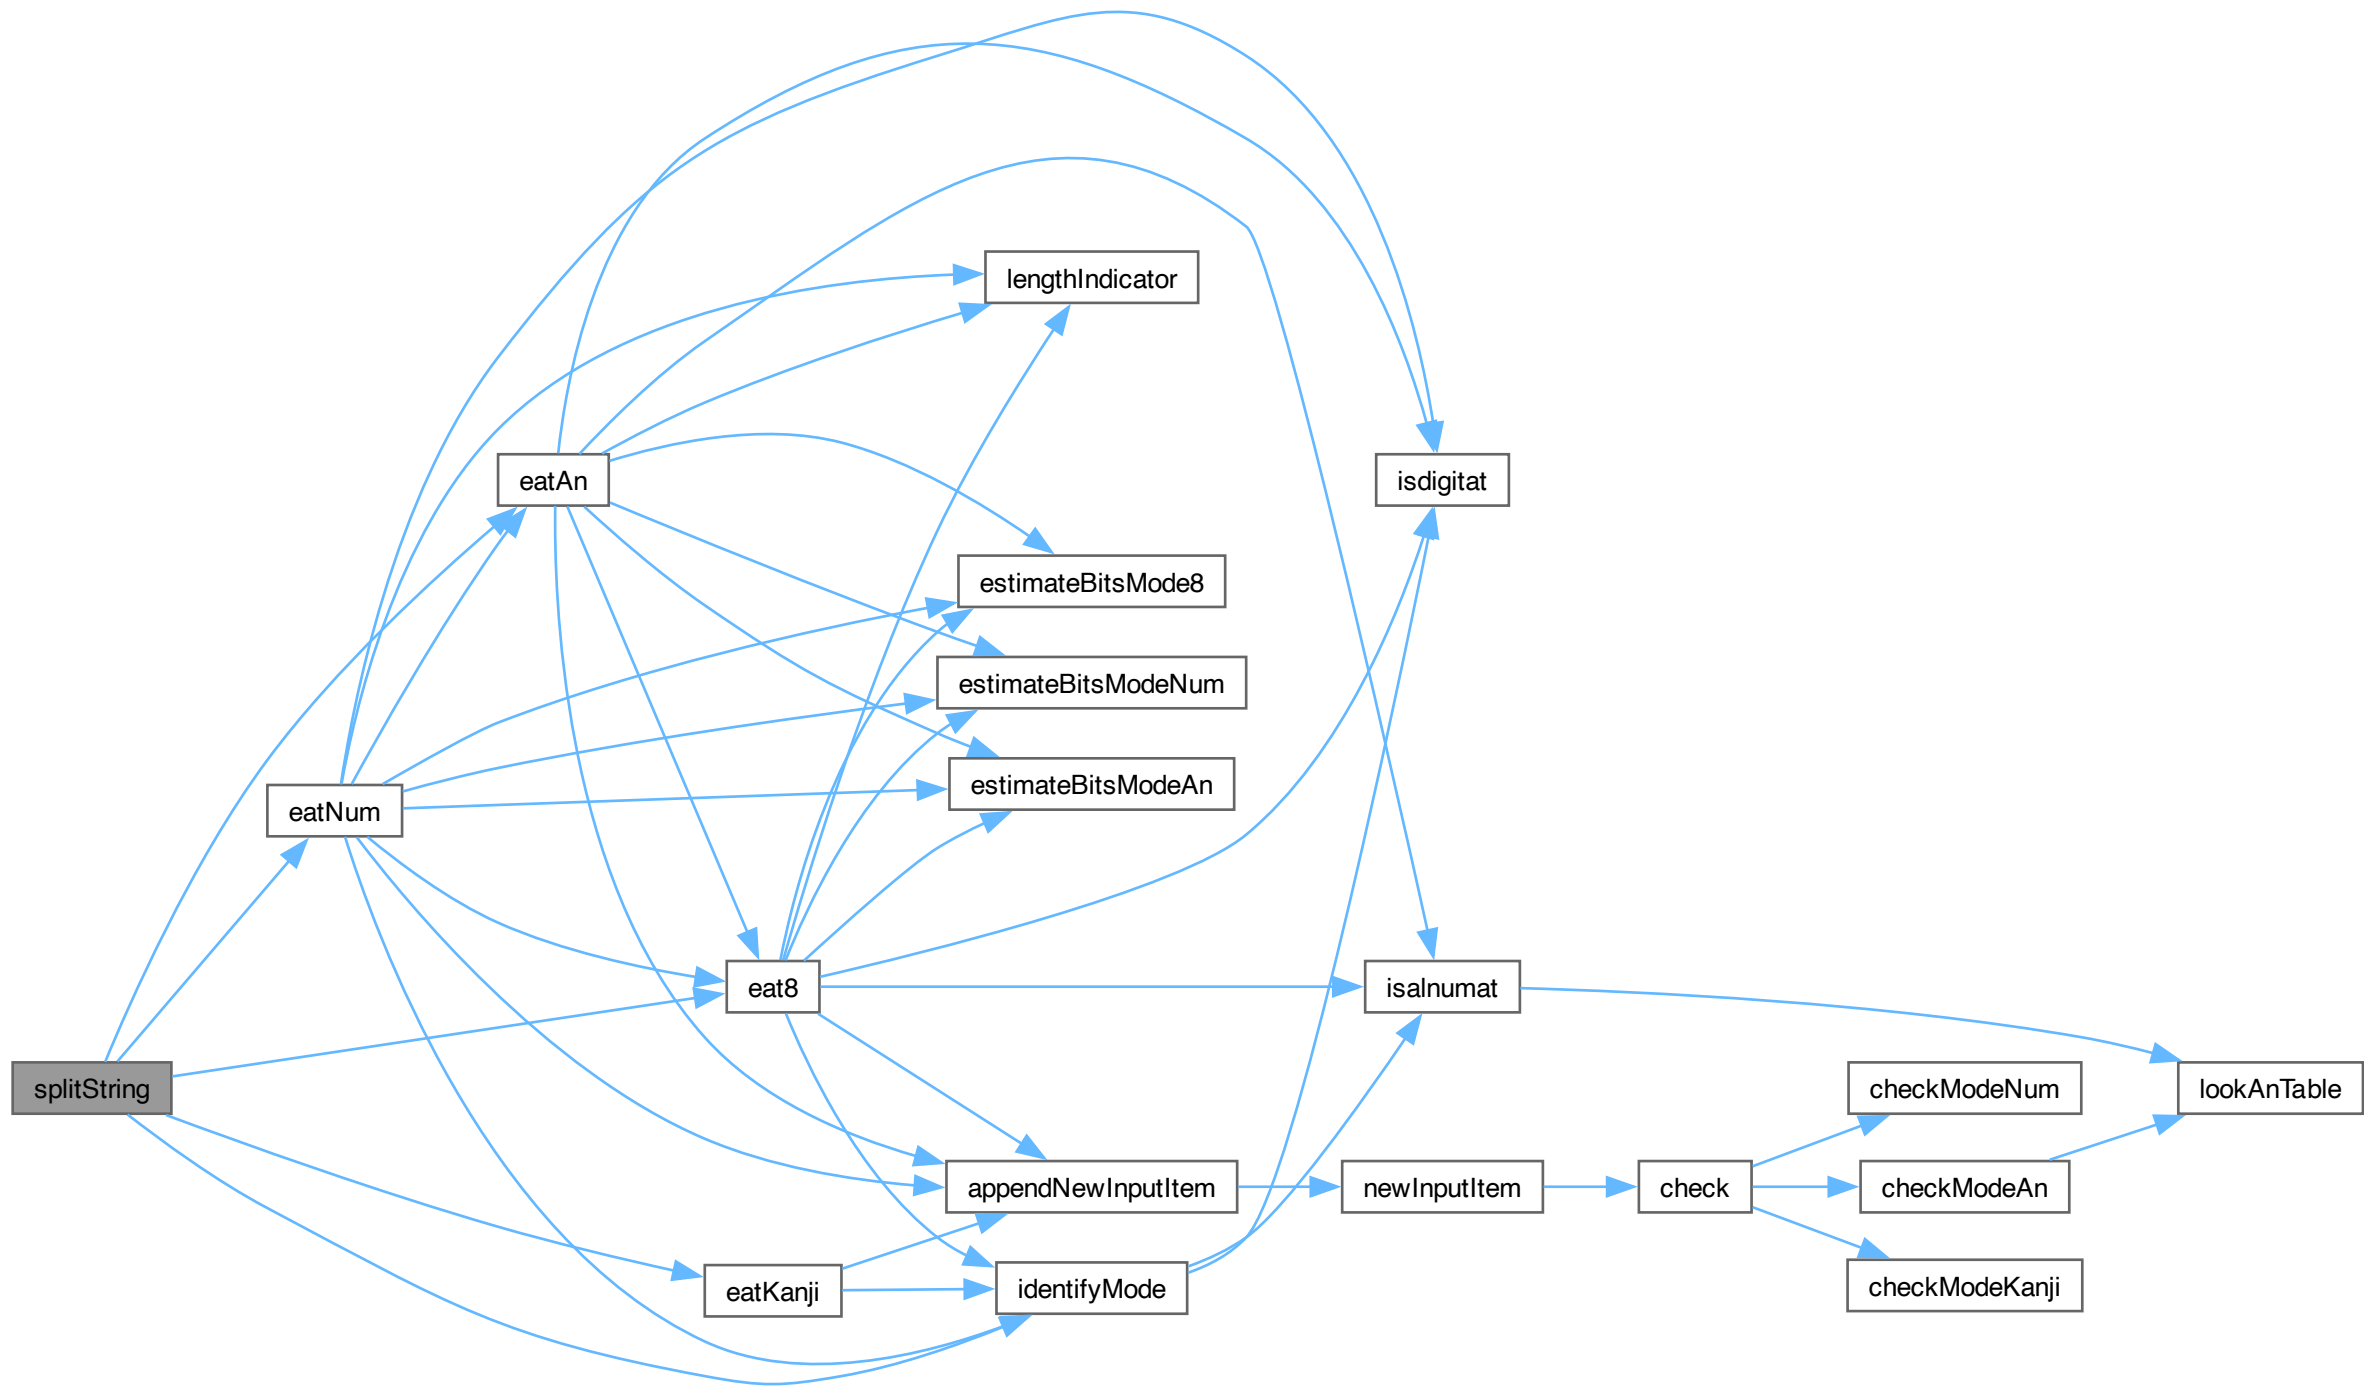 lengthIndicator
eatAn
isdigitat
estimateBitsMode8
estimateBitsModeNum
estimateBitsModeAn
eatNum
eat8
isalnumat
splitString
checkModeNum
lookAnTable
appendNewInputItem
newInputItem
check
checkModeAn
eatKanji
identifyMode
checkModeKanji